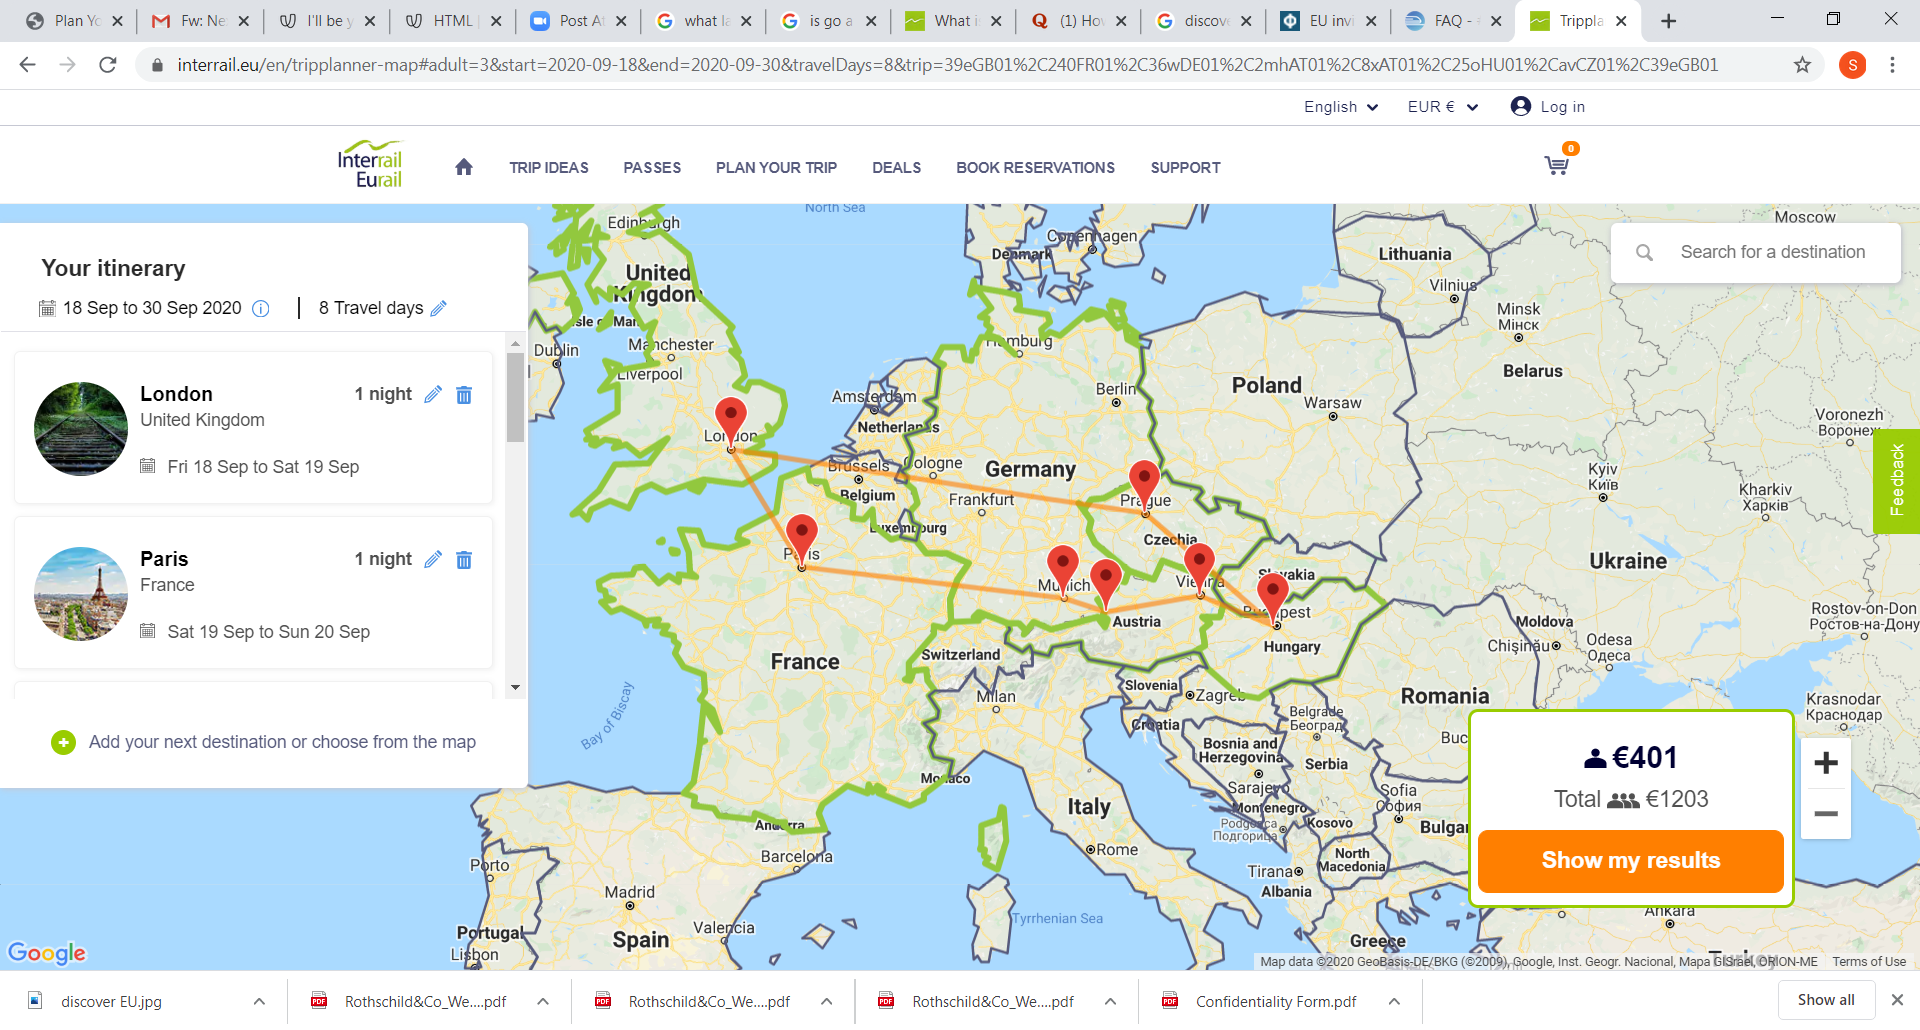 Plan Yo
Fw: Ne
I'll be y
HTML
Post At
what la
is go a
What i
(1) Ho
discov
EU invi
FAQ -
Trippla
interrail.eu/en/tripplanner-map#adult=3&start=2020-09-18&end=2020-09-30&travelDays=8&trip=39eGB01%2C240FR01%2C36wDE01%2C2mhAT01%2C8xAT01%2C25oHU01%2CavCZ01%2C39eGB01
S
English
EUR €
Log in
Interrail
Eurail
TRIP IDEAS
PASSES
PLAN YOUR TRIP
DEALS
BOOK RESERVATIONS
SUPPORT
0
Your itinerary
18 Sep to 30 Sep 2020
8 Travel days
London
1 night
United Kingdom
Fri 18 Sep to Sat 19 Sep
Paris
1 night
France
Sat 19 Sep to Sun 20 Sep
Add your next destination or choose from the map
Search for a destination
North Sea
Edinburgh
United
Kingdom
Isle of Man
Dublin
Manchester
Liverpool
London
Copenhagen
Denmark
Hamburg
Amsterdam
Netherlands
Berlin
Brussels
Cologne
Belgium
Germany
Frankfurt
Luxembourg
Prague
Czechia
Paris
Munich
Vienna
Slovakia
Budapest
Austria
Hungary
France
Switzerland
Bay of Biscay
Milan
Slovenia
Zagreb
Croatia
Belgrade
Београд
Bosnia and
Herzegovina
Serbia
Sarajevo
Monaco
Italy
Montenegro
Podgorica
Подгорица
Kosovo
Sofia
София
Bulgar
Andorra
Barcelona
Rome
Tirana
North
Macedonia
Albania
Porto
Madrid
Portugal
Lisbon
Spain
Valencia
Tyrrhenian Sea
Greece
Ankara
Turkey
Moscow
Lithuania
Vilnius
Minsk
Мінск
Belarus
Poland
Warsaw
Voronezh
Воронеж
Kyiv
Київ
Kharkiv
Харків
Ukraine
Rostov-on-Don
Ростов-на-Дону
Moldova
Chișinău
Odesa
Одеса
Romania
Krasnodar
Краснодар
Buc
Feedback
€401
Total €1203
Show my results
Google
Map data ©2020 GeoBasis-DE/BKG (©2009), Google, Inst. Geogr. Nacional, Mapa GISrael, ORION-ME
Terms of Use
discover EU.jpg
Rothschild&Co_We....pdf
Rothschild&Co_We....pdf
Rothschild&Co_We....pdf
Confidentiality Form.pdf
Show all